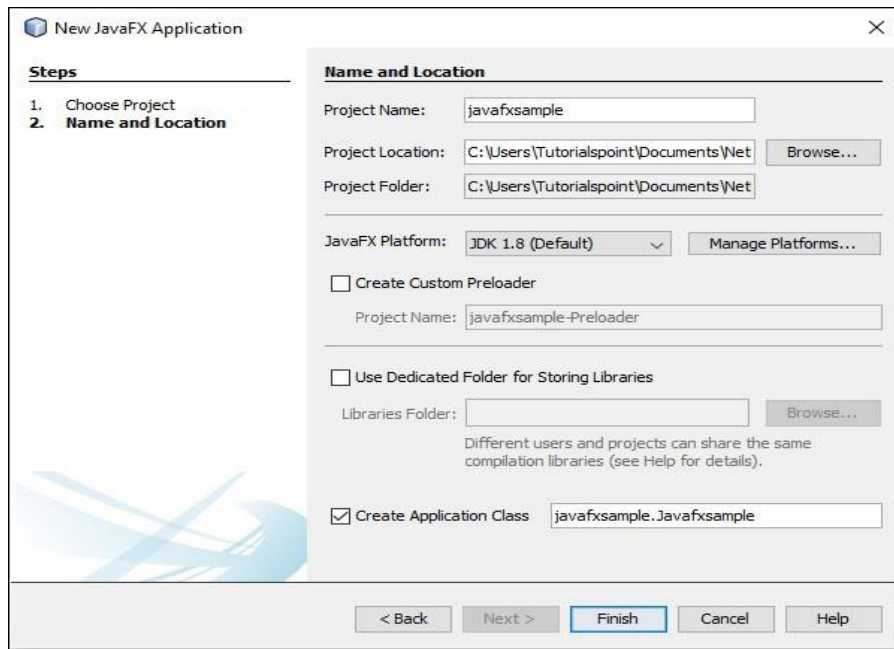 New JavaFX Application
Steps
1. Choose Project
2. Name and Location
Name and Location
Project Name: javafxsample
Project Location: C:\Users\Tutorialspoint\Documents\Net Browse...
Project Folder: C:\Users\Tutorialspoint\Documents\Net
JavaFX Platform: JDK 1.8 (Default) Manage Platforms...
Create Custom Preloader
Project Name: javafxsample-Preloader
Use Dedicated Folder for Storing Libraries
Libraries Folder: Browse...
Different users and projects can share the same
compilation libraries (see Help for details).
Create Application Class javafxsample.Javafxsample
< Back Next > Finish Cancel Help